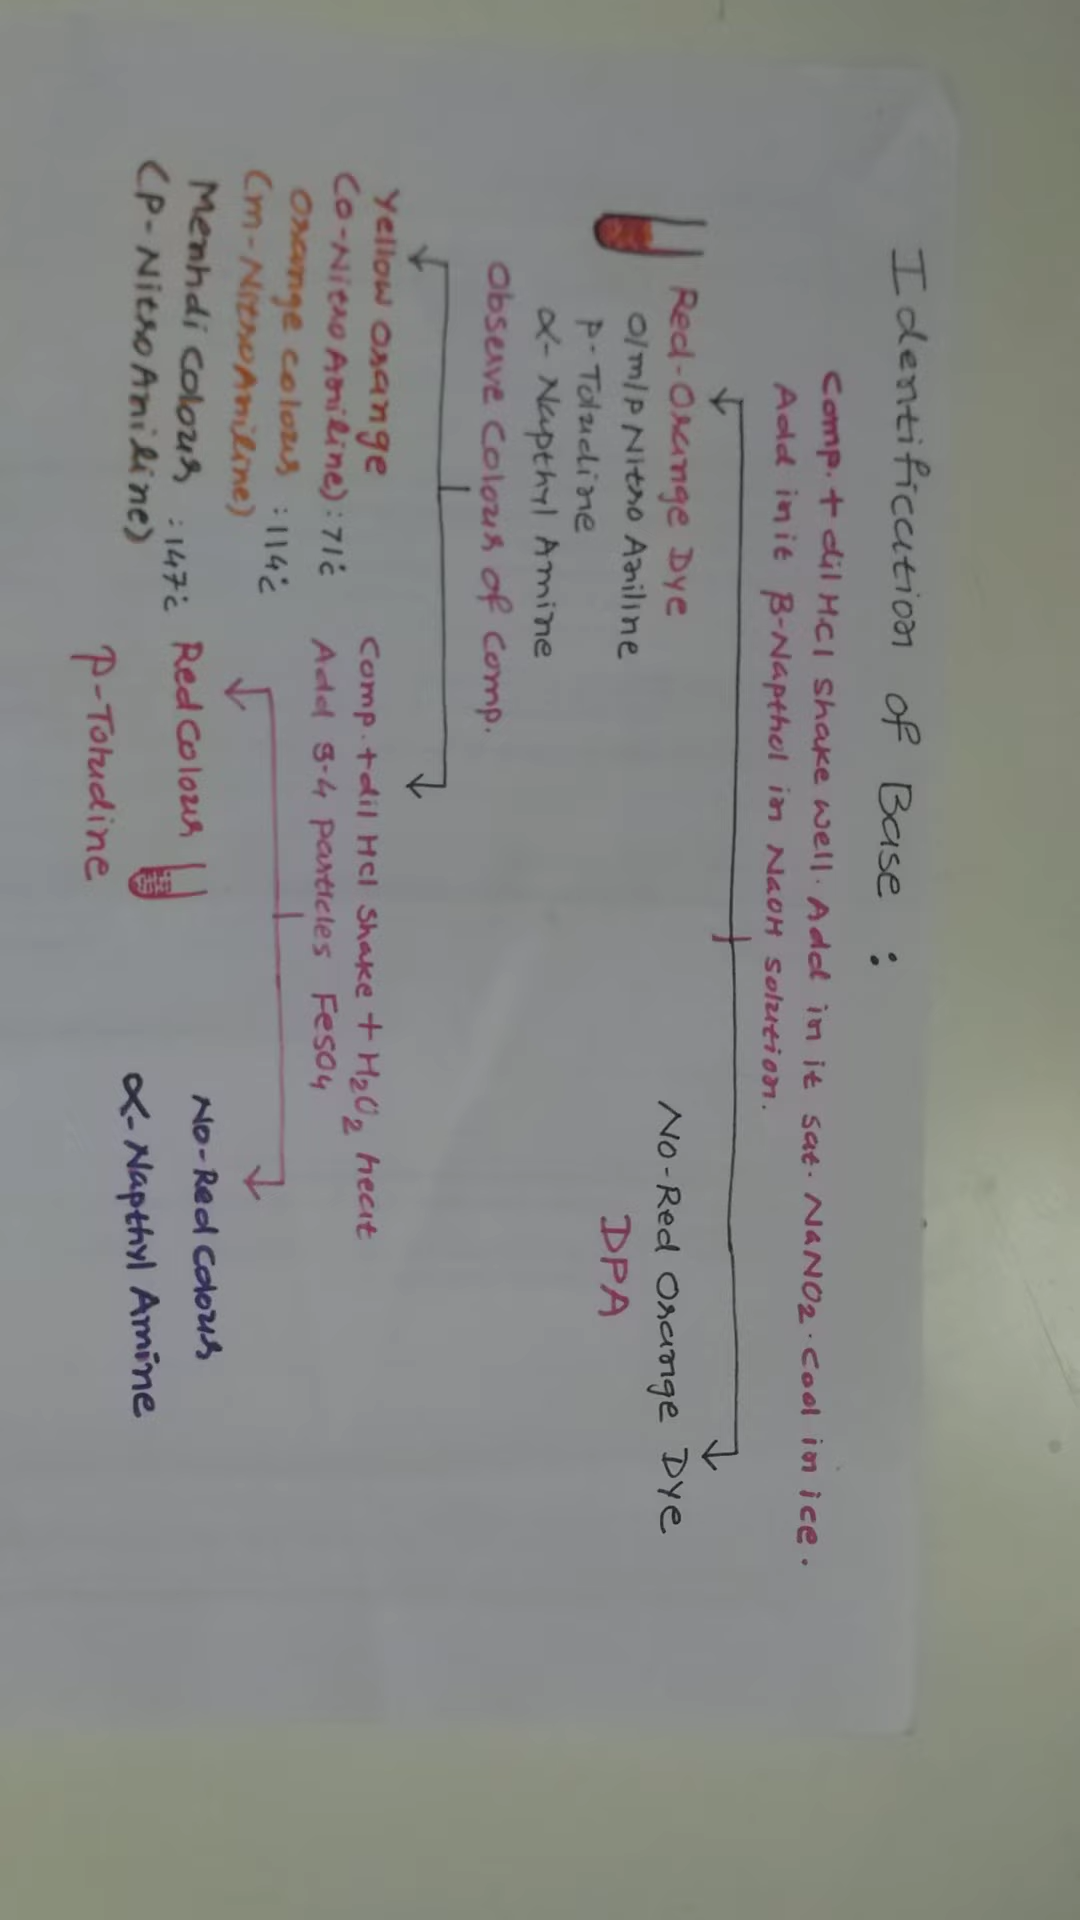 Identification of Base :
Comp. + dil HCl shake well. Add in it sat. NaNO2. Cool in ice.
Add in it β-Napthol in NaOH solution.
Red-Orange Dye
o/m/p Nitro Aniline
p-Toludine
α-Napthyl Amine
No-Red Orange Dye
DPA
Observe Colour of Comp.
Yellow orange
(o-Nitro Aniline) : 71°c
Orange colour : 114°c
(m-Nitro Aniline)
Menhdi colour : 147°c
(p-Nitro Aniline)
Comp. + dil HCl shake + H2O2 heat
Add 3-4 particles FeSO4
Red colour
p-Toludine
No-Red colour
α-Napthyl Amine